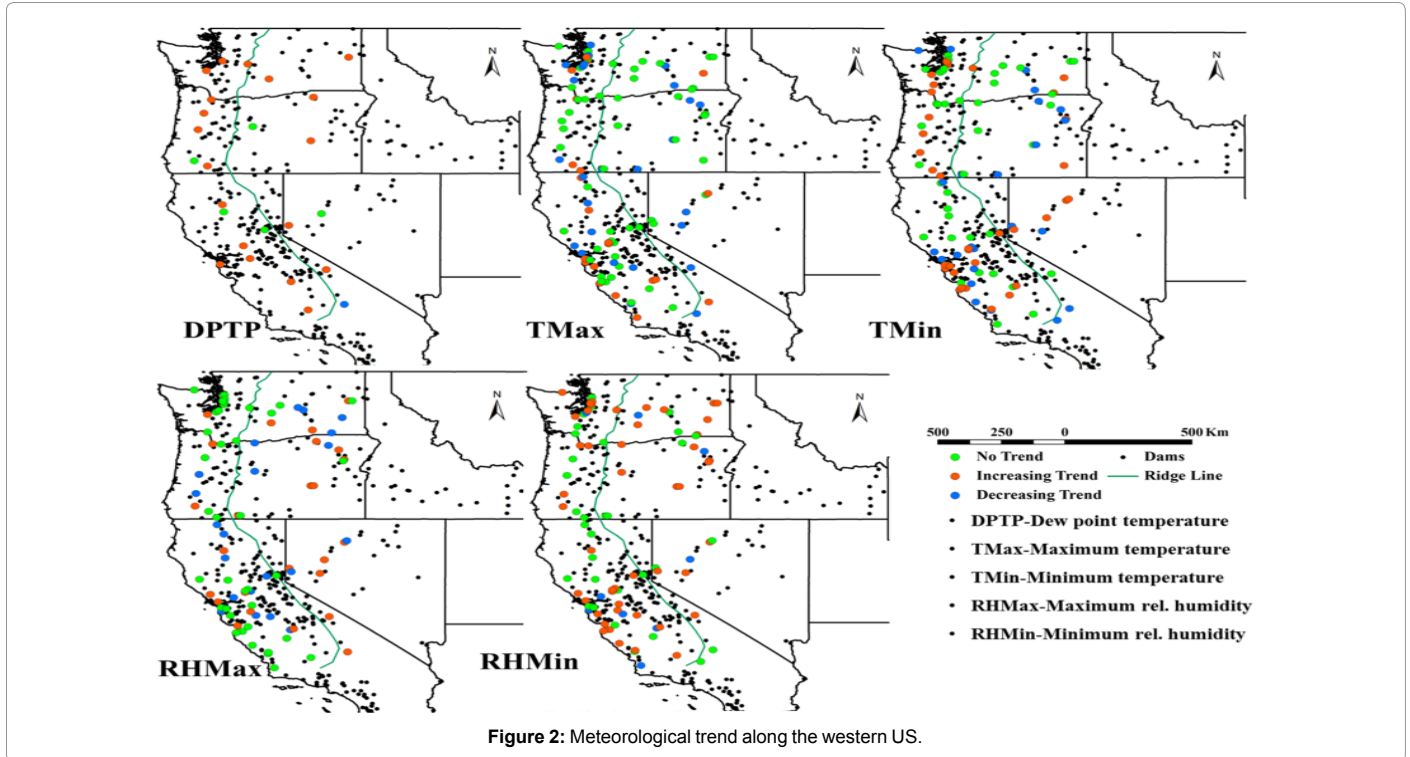 N
N
N
DPTP
TMax
TMin
N
N
RHMax
RHMin
500 250 0 500 Km
No Trend
Dams
Increasing Trend
Ridge Line
Decreasing Trend
• DPTP-Dew point temperature
• TMax-Maximum temperature
• TMin-Minimum temperature
• RHMax-Maximum rel. humidity
• RHMin-Minimum rel. humidity
Figure 2: Meteorological trend along the western US.